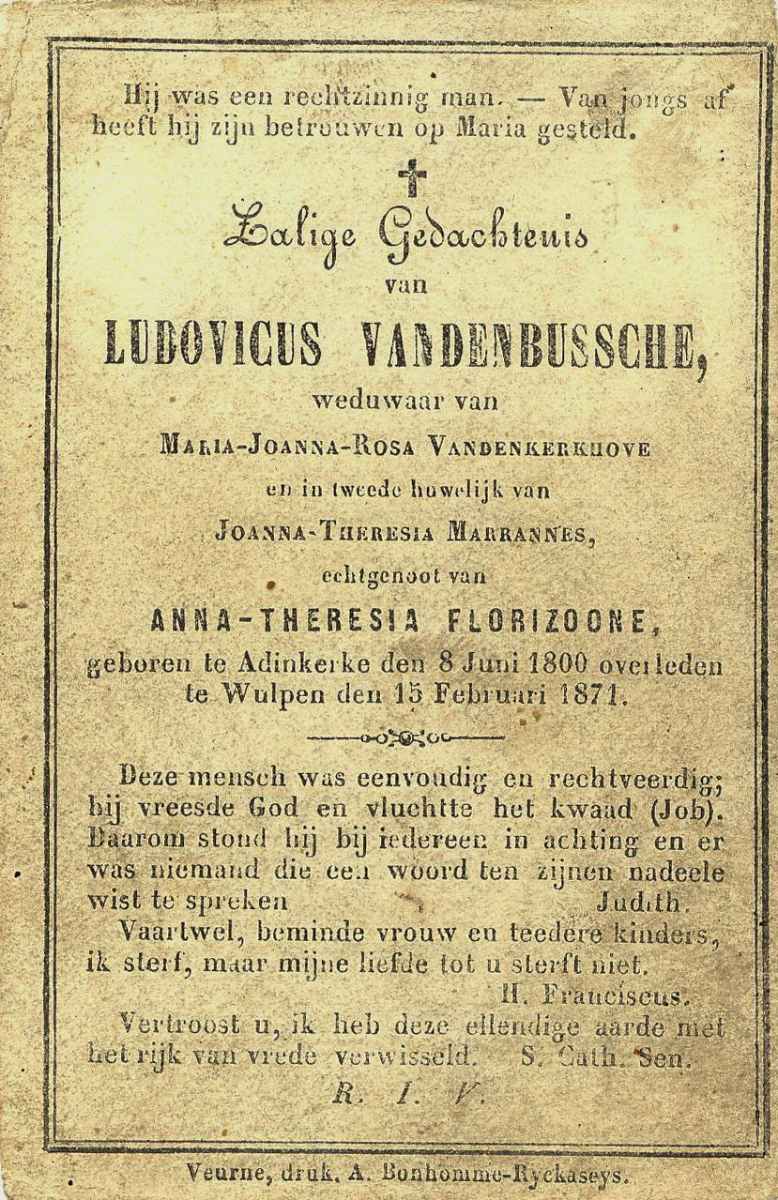 Hij was een rechtzinnig man. — Van jongs af
heeft hij zijn betrouwen op Maria gesteld.
Zalige Gedachtenis
van
LUDOVICUS VANDENBUSSCHE,
weduwaar van
MARIA-JOANNA-ROSA VANDENKERKHOVE
en in tweede huwelijk van
JOANNA-THERESIA MARRANNES,
echtgenoot van
ANNA-THERESIA FLORIZOONE,
geboren te Adinkerke den 8 Juni 1800 overleden
te Wulpen den 15 Februari 1871.
Deze mensch was eenvoudig en rechtveerdig;
hij vreesde God en vluchtte het kwaad (Job).
Daarom stond hij bij iedereen in achting en er
was niemand die een woord ten zijnen nadeele
wist te spreken Judith.
Vaartwel, beminde vrouw en teedere kinders,
ik sterf, maar mijne liefde tot u sterft niet.
H. Franciscus.
Vertroost u, ik heb deze ellendige aarde met
het rijk van vrede verwisseld. S. Cath. Sen.
R. I. V.
Veurne, druk. A. Bonhomme-Ryckaseys.